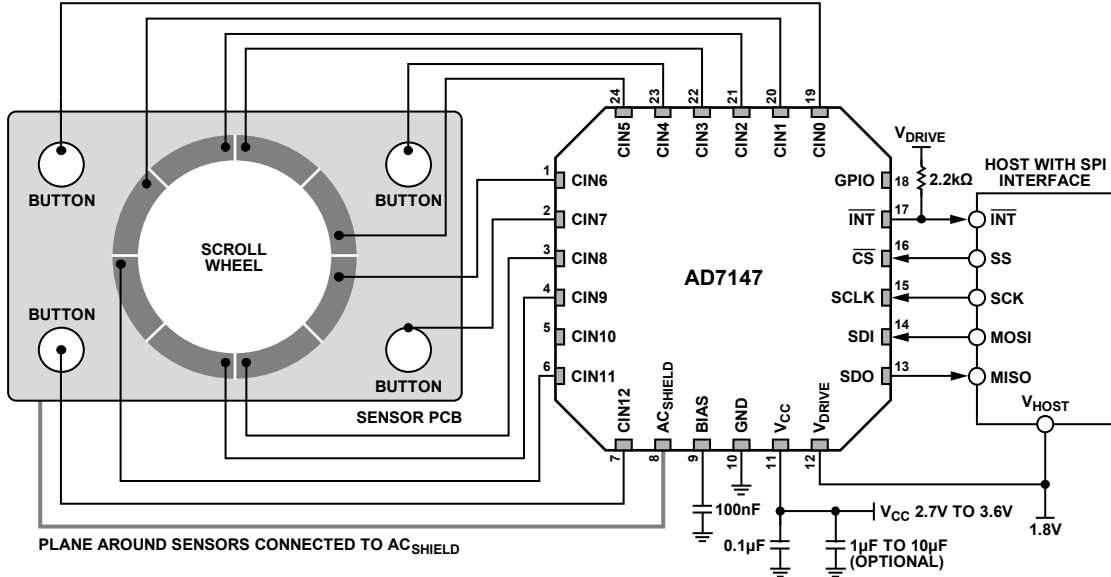 24
23
22
21
20
19
CIN5
CIN4
CIN3
CIN2
CIN1
CIN0
V_DRIVE
2.2kΩ
HOST WITH SPI
INTERFACE
BUTTON
BUTTON
SCROLL
WHEEL
BUTTON
BUTTON
SENSOR PCB
1
CIN6
2
CIN7
3
CIN8
4
CIN9
5
CIN10
6
CIN11
AD7147
GPIO
18
I̅N̅T̅
17
I̅N̅T̅
C̅S̅
16
SS
SCLK
15
SCK
SDI
14
MOSI
SDO
13
MISO
V_HOST
CIN12
AC_SHIELD
BIAS
GND
V_CC
V_DRIVE
7
8
9
10
11
12
100nF
0.1µF
1µF TO 10µF
(OPTIONAL)
V_CC 2.7V TO 3.6V
1.8V
PLANE AROUND SENSORS CONNECTED TO AC_SHIELD